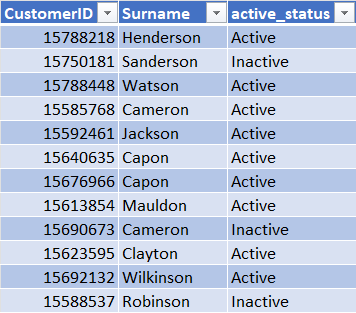 CustomerID Surname active_status
15788218 Henderson Active
15750181 Sanderson Inactive
15788448 Watson Active
15585768 Cameron Active
15592461 Jackson Active
15640635 Capon Active
15676966 Capon Active
15613854 Mauldon Active
15690673 Cameron Inactive
15623595 Clayton Active
15692132 Wilkinson Active
15588537 Robinson Inactive